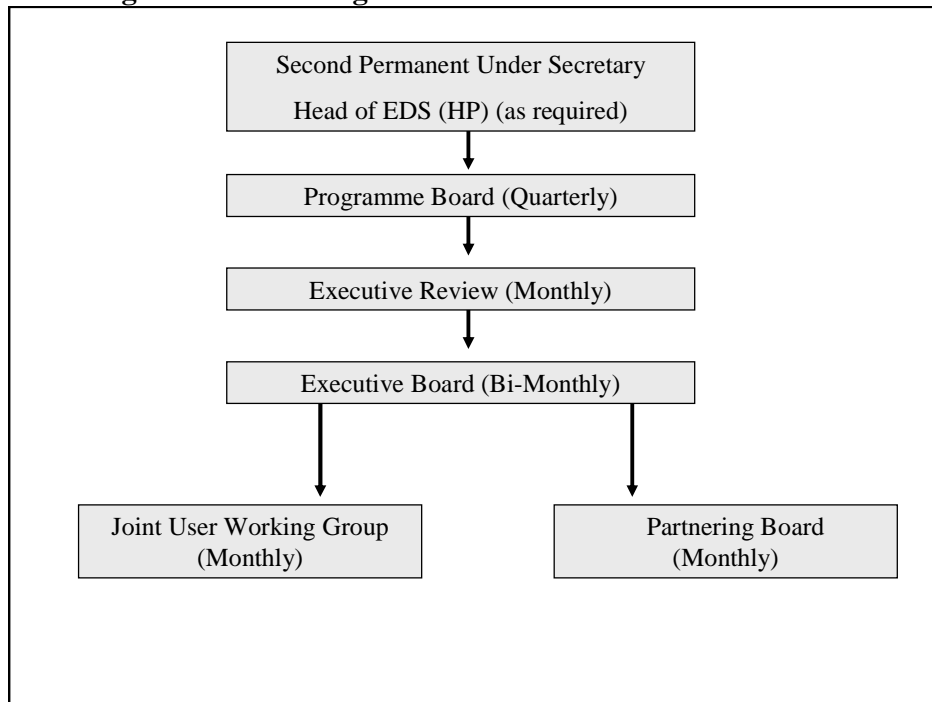 Second Permanent Under Secretary
Head of EDS (HP) (as required)
Programme Board (Quarterly)
Executive Review (Monthly)
Executive Board (Bi-Monthly)
Joint User Working Group
(Monthly)
Partnering Board
(Monthly)